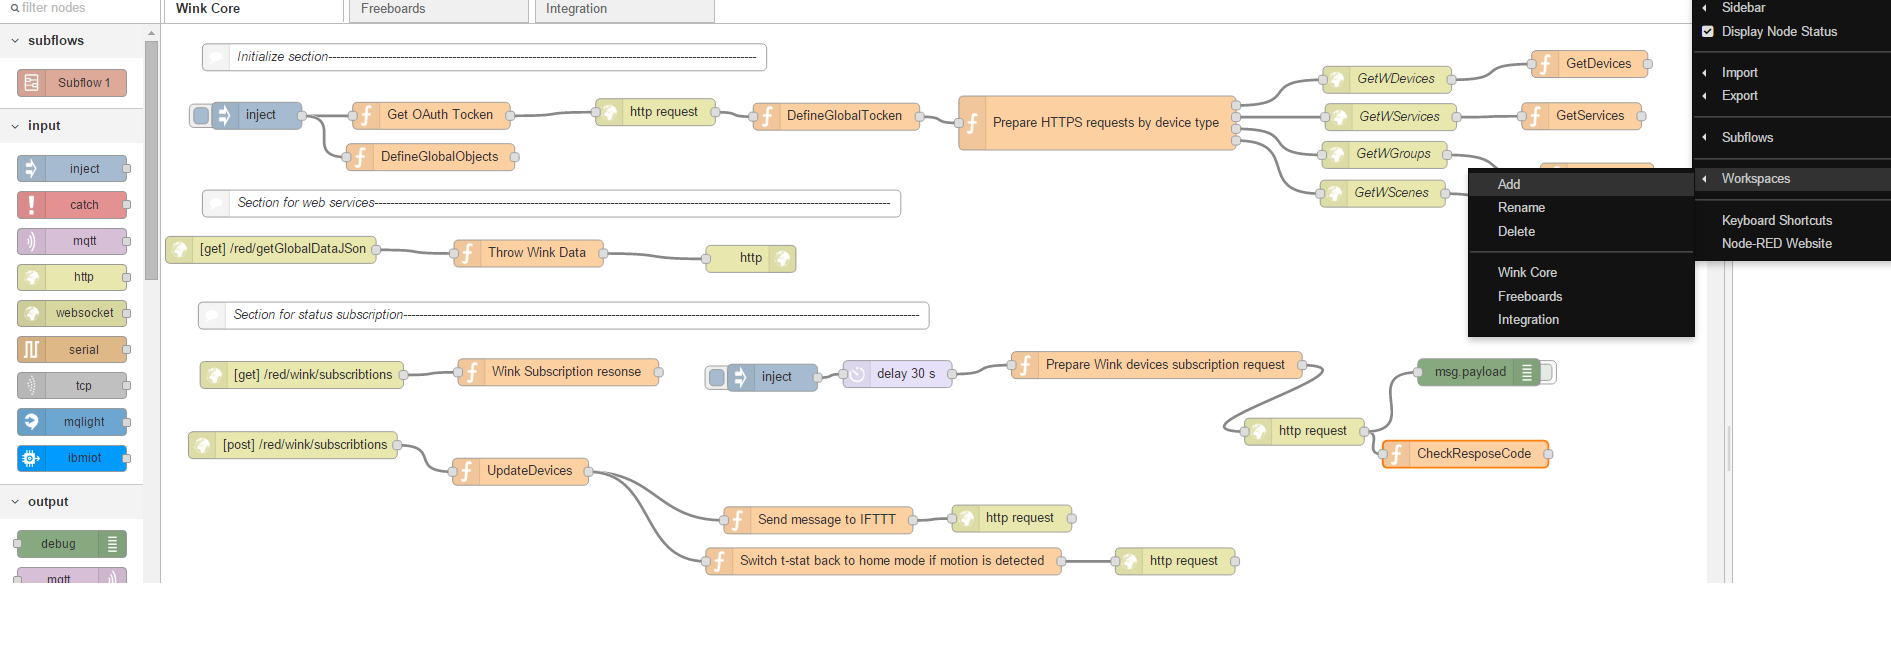 filter nodes
Wink Core
Freeboards
Integration
subflows
Subflow 1
input
inject
catch
mqtt
http
websocket
serial
tcp
mqlight
ibmiot
output
debug
mqtt
Initialize section
inject
Get OAuth Tocken
http request
DefineGlobalTocken
Prepare HTTPS requests by device type
DefineGlobalObjects
GetWDevices
GetDevices
GetWServices
GetServices
GetWGroups
GetWScenes
Section for web services
[get] /red/getGlobalDataJSon
Throw Wink Data
http
Section for status subscription
[get] /red/wink/subscribtions
Wink Subscription resonse
inject
delay 30 s
Prepare Wink devices subscription request
msg.payload
http request
CheckResposeCode
[post] /red/wink/subscribtions
UpdateDevices
Send message to IFTTT
http request
Switch t-stat back to home mode if motion is detected
http request
Sidebar
Display Node Status
Import
Export
Subflows
Workspaces
Keyboard Shortcuts
Node-RED Website
Add
Rename
Delete
Wink Core
Freeboards
Integration